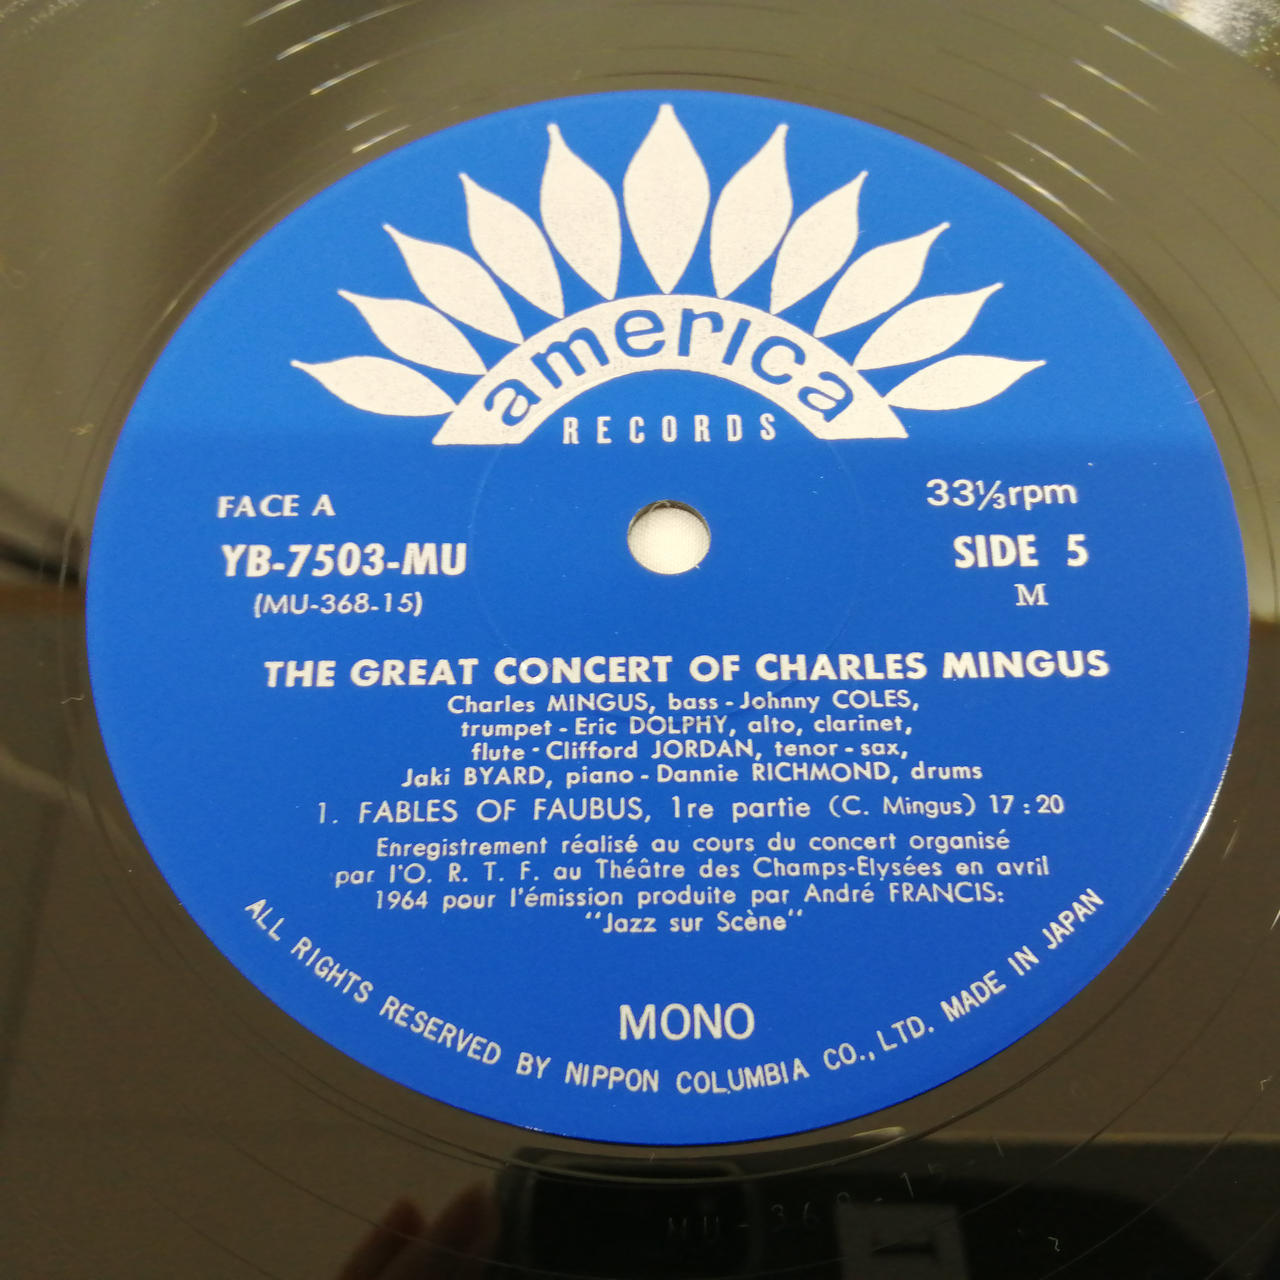 america
RECORDS
FACE A
33⅓rpm
YB-7503-MU
SIDE 5
(MU-368-15)
M
THE GREAT CONCERT OF CHARLES MINGUS
Charles MINGUS, bass - Johnny COLES,
trumpet - Eric DOLPHY, alto, clarinet,
flute - Clifford JORDAN, tenor - sax,
Jaki BYARD, piano - Dannie RICHMOND, drums
1. FABLES OF FAUBUS, 1re partie (C. Mingus) 17 : 20
Enregistrement réalisé au cours du concert organisé
par l'O. R. T. F. au Théâtre des Champs-Elysées en avril
1964 pour l'émission produite par André FRANCIS:
"Jazz sur Scène"
MONO
ALL RIGHTS RESERVED BY NIPPON COLUMBIA CO., LTD. MADE IN JAPAN
MU-368-15